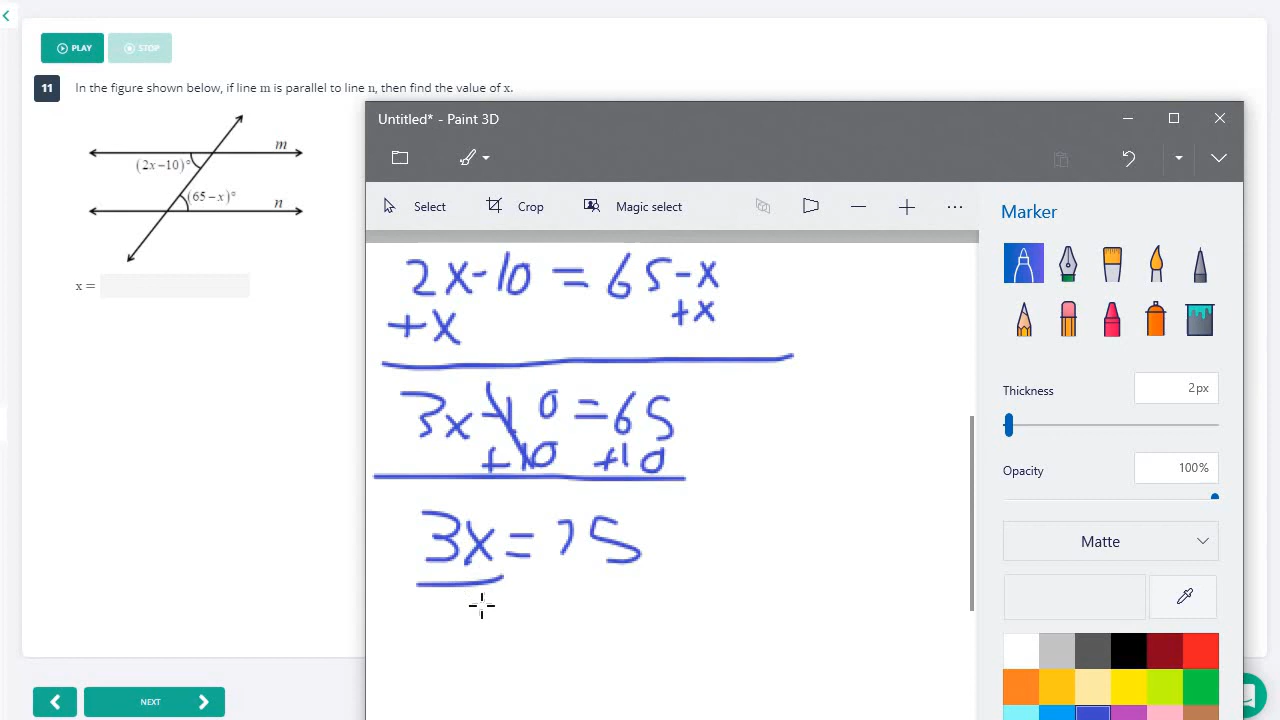 PLAY
STOP
11
In the figure shown below, if line m is parallel to line n, then find the value of x.
m
(2x−10)°
(65−x)°
n
x =
Untitled* - Paint 3D
Select
Crop
Magic select
Marker
2x-10 = 65-x
+x +x
3x-10 = 65
+10 +10
3x = 75
Thickness
2px
Opacity
100%
Matte
NEXT